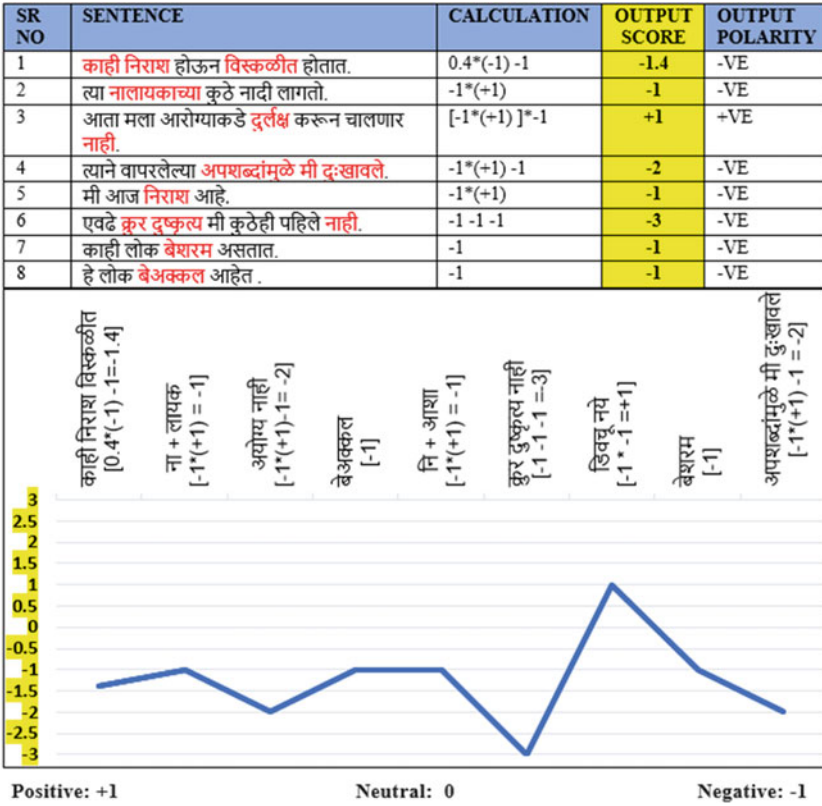 SR NO SENTENCE CALCULATION OUTPUT SCORE OUTPUT POLARITY
1 काही निराश होऊन विस्कळीत होतात. 0.4*(-1) -1 -1.4 -VE
2 त्या नालायकाच्या कुठे नादी लागतो. -1*(+1) -1 -VE
3 आता मला आरोग्याकडे दुर्लक्ष करून चालणार [-1*(+1) ]*-1 +1 +VE
नाही.
4 त्याने वापरलेल्या अपशब्दांमुळे मी दुःखावले. -1*(+1) -1 -2 -VE
5 मी आज निराश आहे. -1*(+1) -1 -VE
6 एवढे क्रुर दुष्कृत्य मी कुठेही पहिले नाही. -1 -1 -1 -3 -VE
7 काही लोक बेशरम असतात. -1 -1 -VE
8 हे लोक बेअक्कल आहेत . -1 -1 -VE
काही निराश विस्कळीत
[0.4*(-1) -1=-1.4]
ना + लायक
[-1*(+1) = -1]
अयोग्य नाही
[-1*(+1)-1= -2]
बेअक्कल
[-1]
नि + आशा
[-1*(+1) = -1]
क्रुर दुष्कृत्य नाही
[-1 -1 -1 =-3]
डिवचू नये
[-1 * -1 =+1]
बेशरम
[-1]
अपशब्दांमुळे मी दुःखावले
[-1*(+1) -1 = -2]
3
2.5
2
1.5
1
0.5
0
-0.5
-1
-1.5
-2
-2.5
-3
Positive: +1 Neutral: 0 Negative: -1